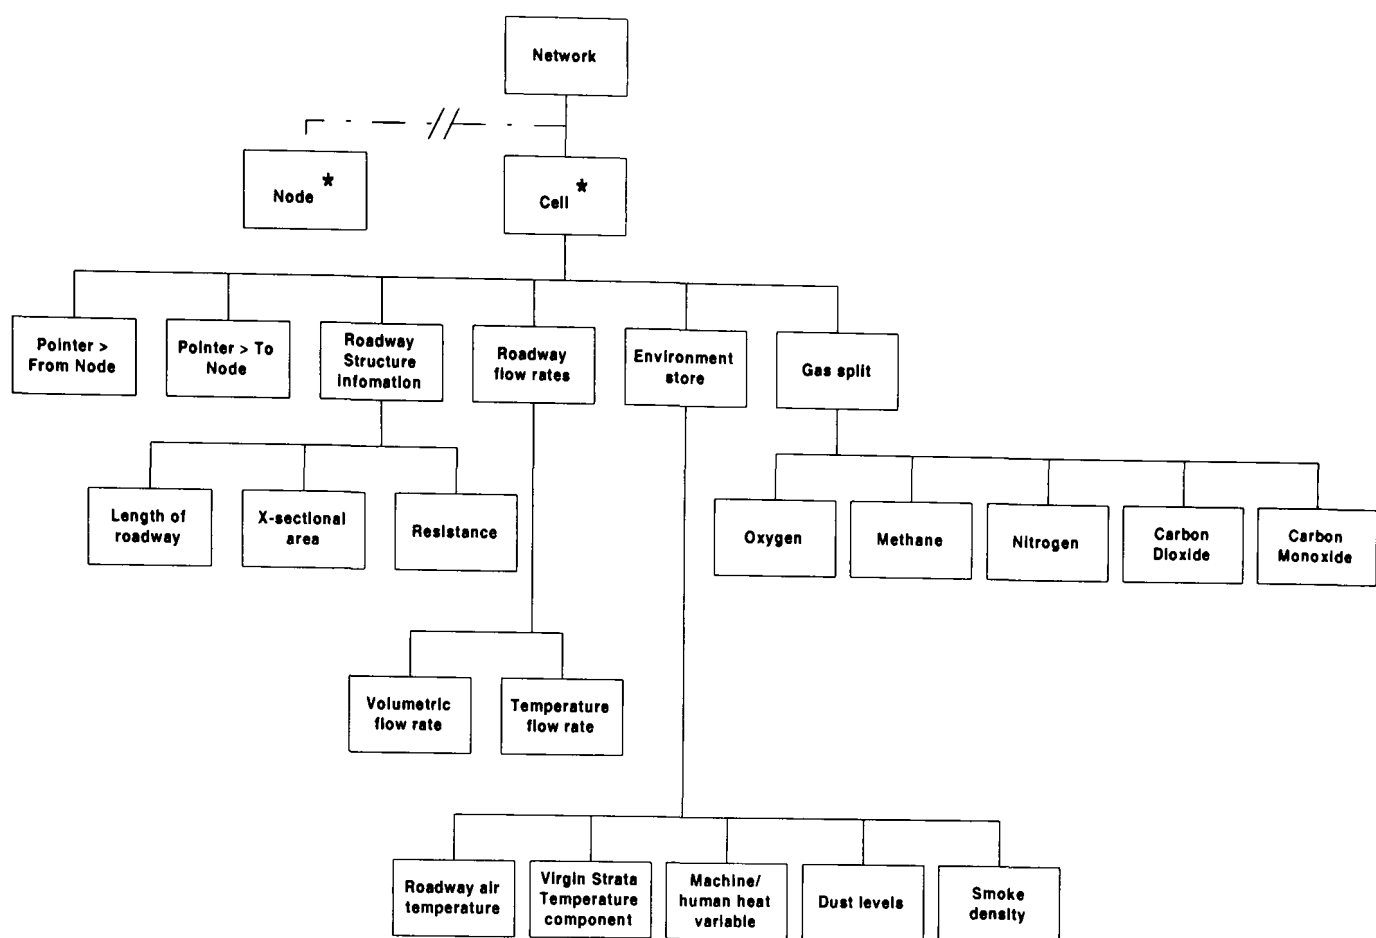 Network
Node *
Cell *
Pointer >
From Node
Pointer > To
Node
Roadway
Structure
infomation
Roadway
flow rates
Environment
store
Gas split
Length of
roadway
X-sectional
area
Resistance
Oxygen
Methane
Nitrogen
Carbon
Dioxide
Carbon
Monoxide
Volumetric
flow rate
Temperature
flow rate
Roadway air
temperature
Virgin Strata
Temperature
component
Machine/
human heat
variable
Dust levels
Smoke
density